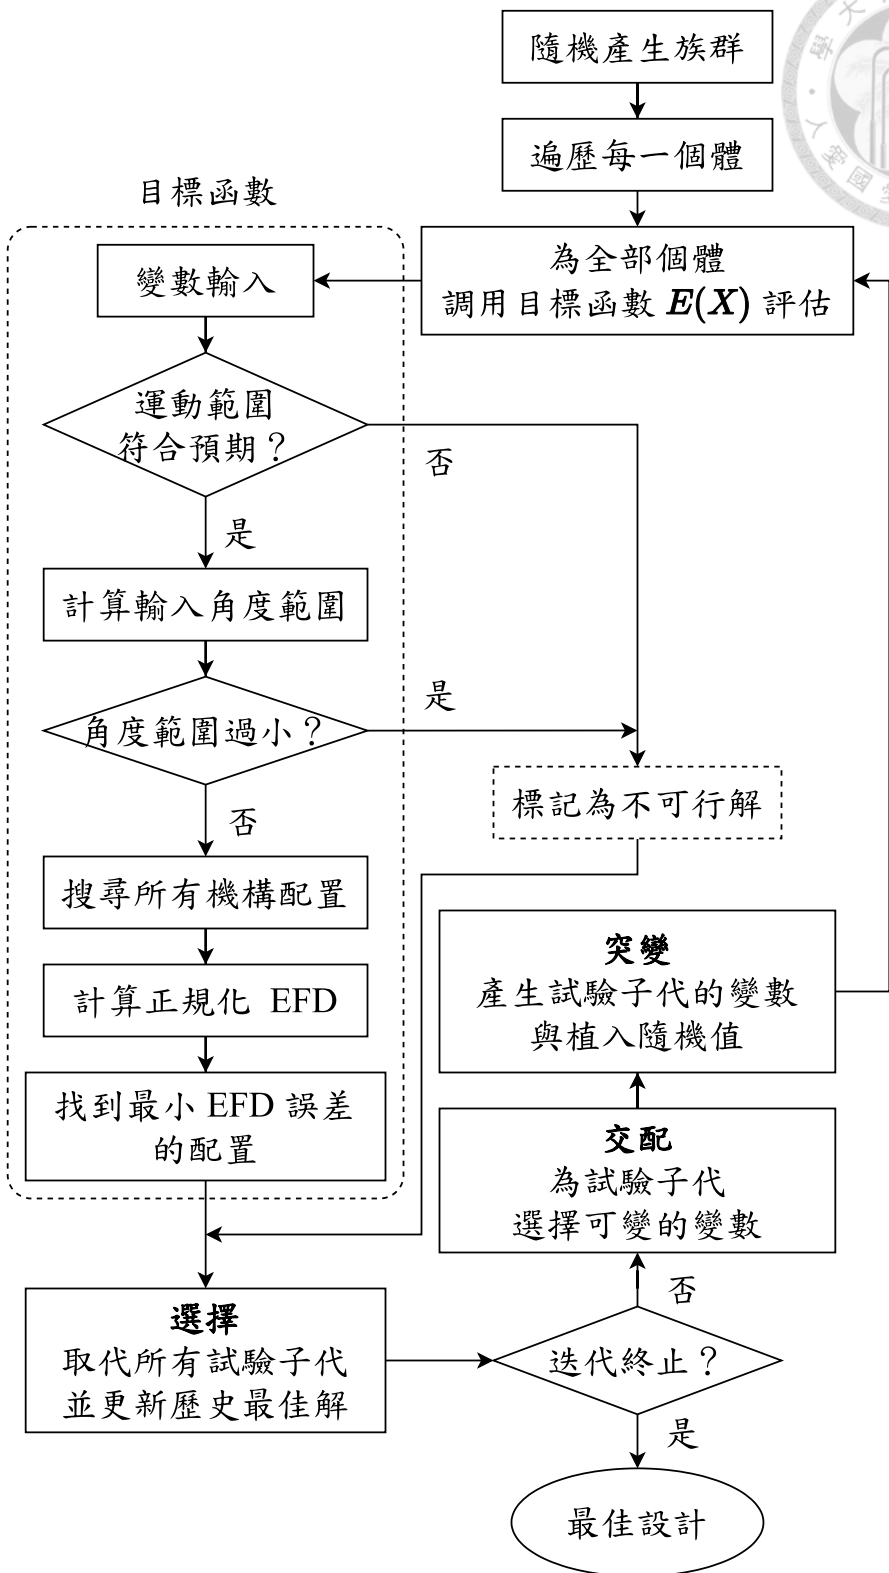 隨機產生族群
遍歷每一個體
為全部個體
調用目標函數 E(X) 評估
目標函數
變數輸入
運動範圍
符合預期？
否
是
計算輸入角度範圍
角度範圍過小？
是
否
標記為不可行解
搜尋所有機構配置
計算正規化 EFD
找到最小 EFD 誤差
的配置
突變
產生試驗子代的變數
與植入隨機值
交配
為試驗子代
選擇可變的變數
否
選擇
取代所有試驗子代
並更新歷史最佳解
迭代終止？
是
最佳設計
大
學
人
愛
國
愛